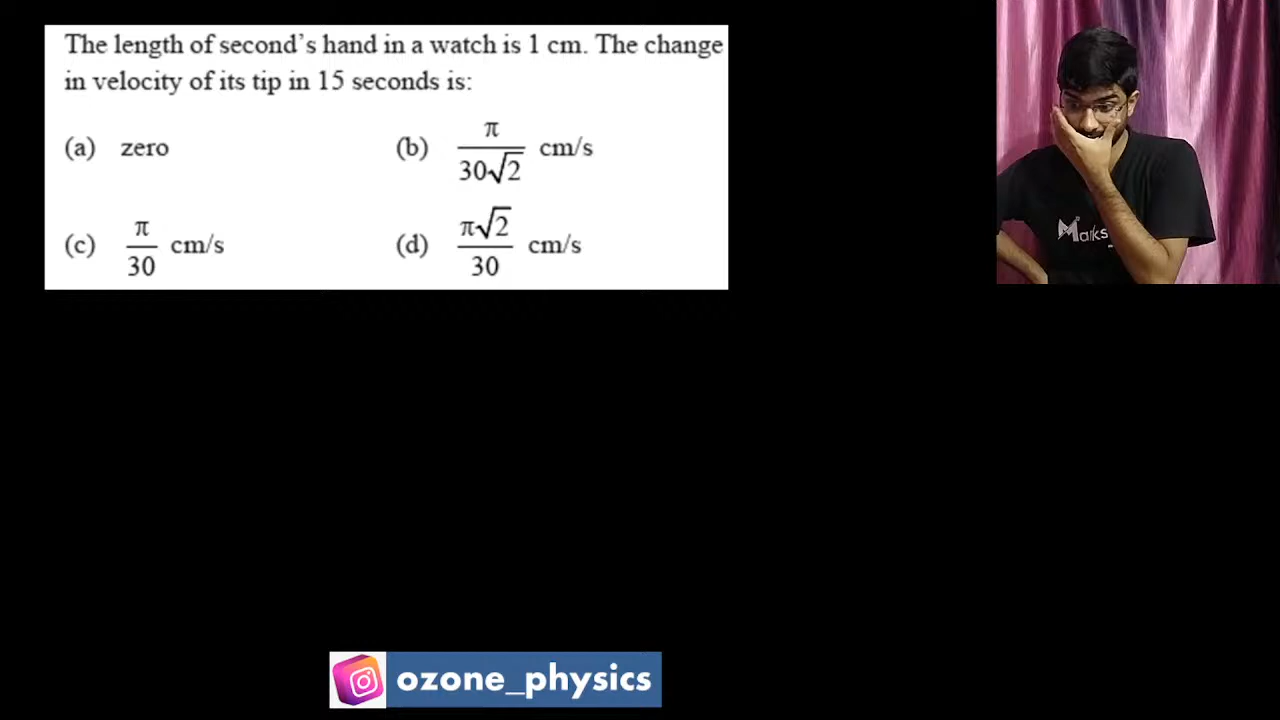 The length of second's hand in a watch is 1 cm. The change
in velocity of its tip in 15 seconds is:
(a) zero (b) π/30√2 cm/s
(c) π/30 cm/s (d) π√2/30 cm/s
Marks
ozone_physics